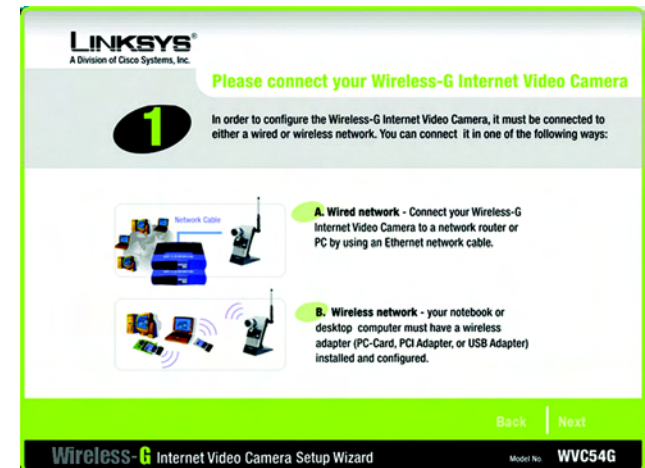 LINKSYS®
A Division of Cisco Systems, Inc.
Please connect your Wireless-G Internet Video Camera
1
In order to configure the Wireless-G Internet Video Camera, it must be connected to
either a wired or wireless network. You can connect it in one of the following ways:
Network Cable
A. Wired network - Connect your Wireless-G
Internet Video Camera to a network router or
PC by using an Ethernet network cable.
B. Wireless network - your notebook or
desktop computer must have a wireless
adapter (PC-Card, PCI Adapter, or USB Adapter)
installed and configured.
Back | Next
Wireless-G Internet Video Camera Setup Wizard
Model No. WVC54G